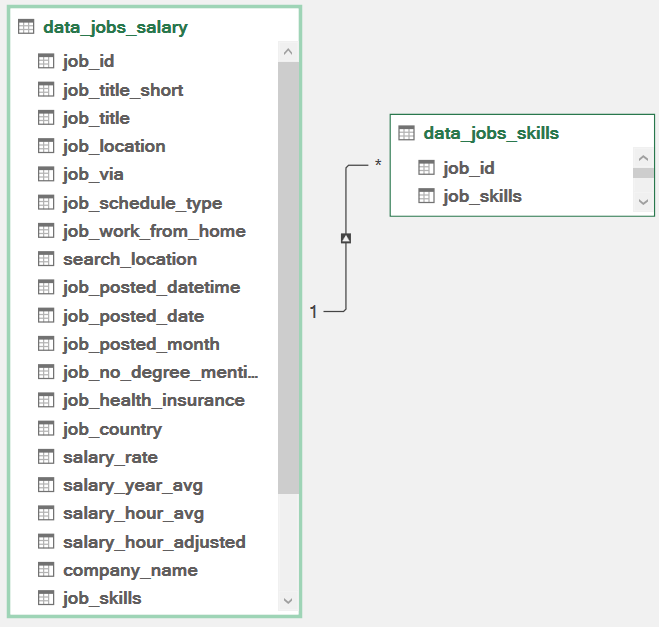 data_jobs_salary
job_id
job_title_short
job_title
job_location
job_via
job_schedule_type
job_work_from_home
search_location
job_posted_datetime
job_posted_date
job_posted_month
job_no_degree_menti...
job_health_insurance
job_country
salary_rate
salary_year_avg
salary_hour_avg
salary_hour_adjusted
company_name
job_skills
1
*
data_jobs_skills
job_id
job_skills